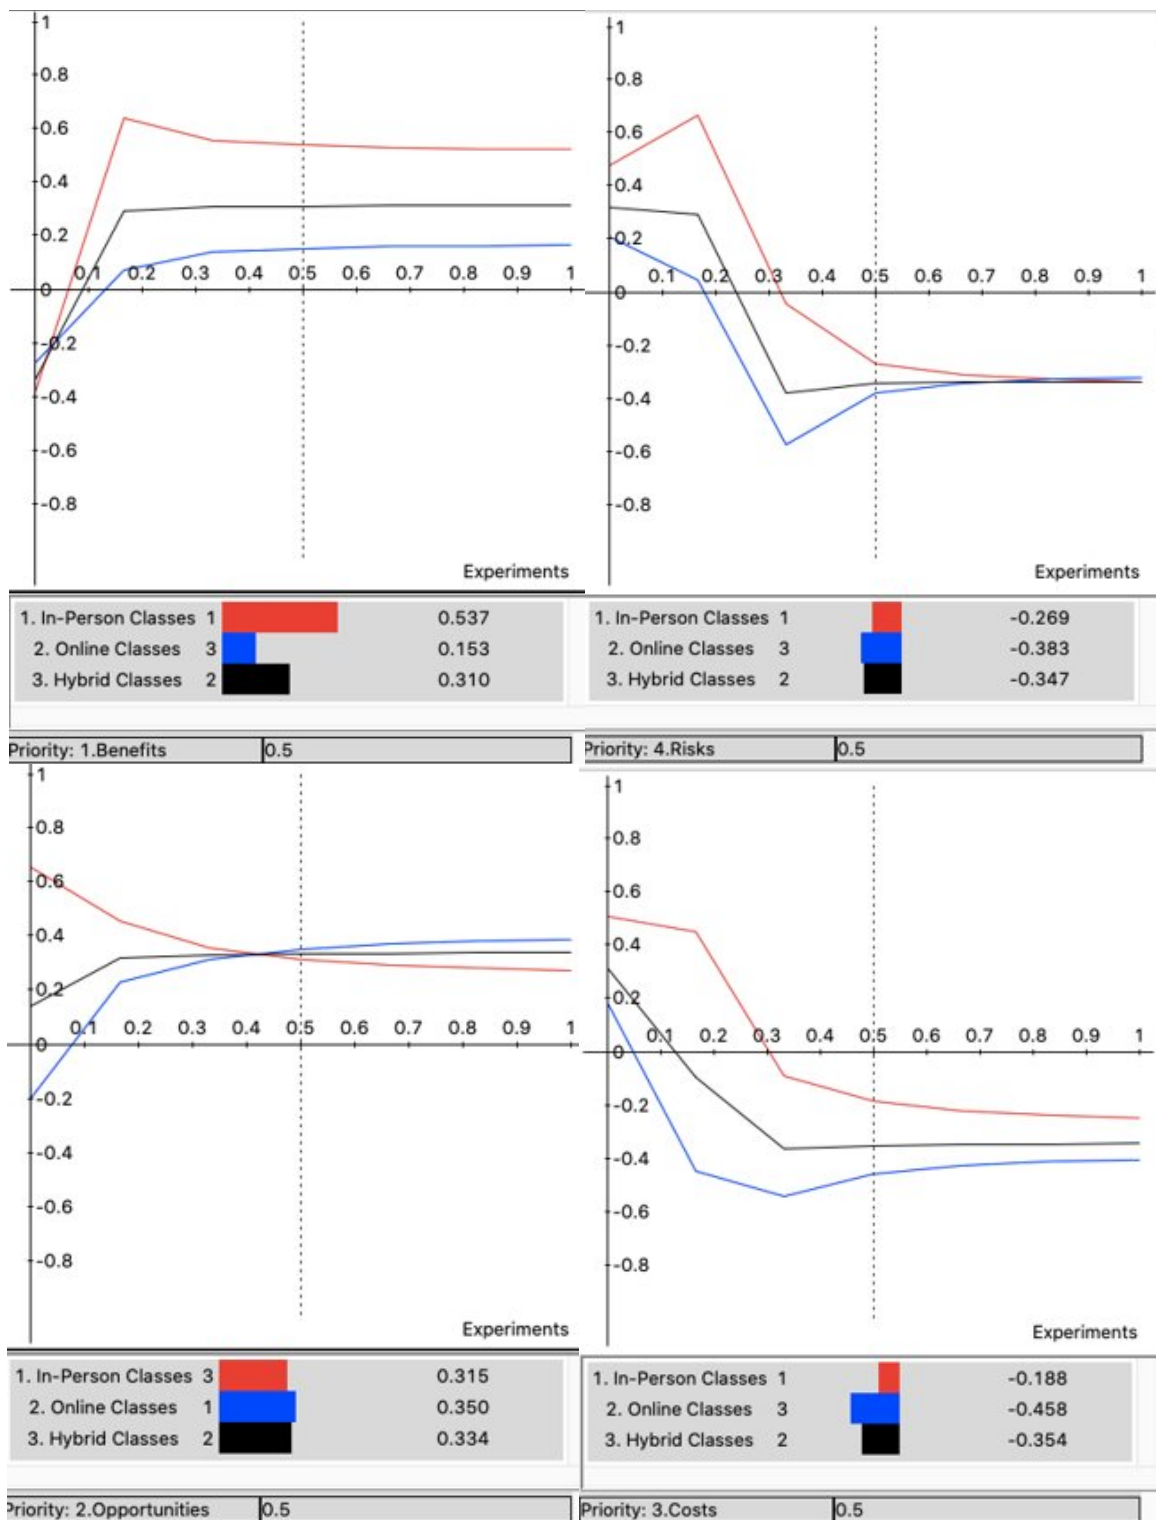 1
0.8
0.6
0.4
0.2
0.1 0.2 0.3 0.4 0.5 0.6 0.7 0.8 0.9 1
0
-0.2
-0.4
-0.6
-0.8
Experiments
1. In-Person Classes 1 0.537
2. Online Classes 3 0.153
3. Hybrid Classes 2 0.310
Priority: 1.Benefits 0.5
1
0.8
0.6
0.4
0.2
0.1 0.2 0.3 0.4 0.5 0.6 0.7 0.8 0.9 1
0
-0.2
-0.4
-0.6
-0.8
Experiments
1. In-Person Classes 1 -0.269
2. Online Classes 3 -0.383
3. Hybrid Classes 2 -0.347
Priority: 4.Risks 0.5
1
0.8
0.6
0.4
0.2
0.1 0.2 0.3 0.4 0.5 0.6 0.7 0.8 0.9 1
0
-0.2
-0.4
-0.6
-0.8
Experiments
1. In-Person Classes 3 0.315
2. Online Classes 1 0.350
3. Hybrid Classes 2 0.334
Priority: 2.Opportunities 0.5
1
0.8
0.6
0.4
0.2
0.1 0.2 0.3 0.4 0.5 0.6 0.7 0.8 0.9 1
0
-0.2
-0.4
-0.6
-0.8
Experiments
1. In-Person Classes 1 -0.188
2. Online Classes 3 -0.458
3. Hybrid Classes 2 -0.354
Priority: 3.Costs 0.5